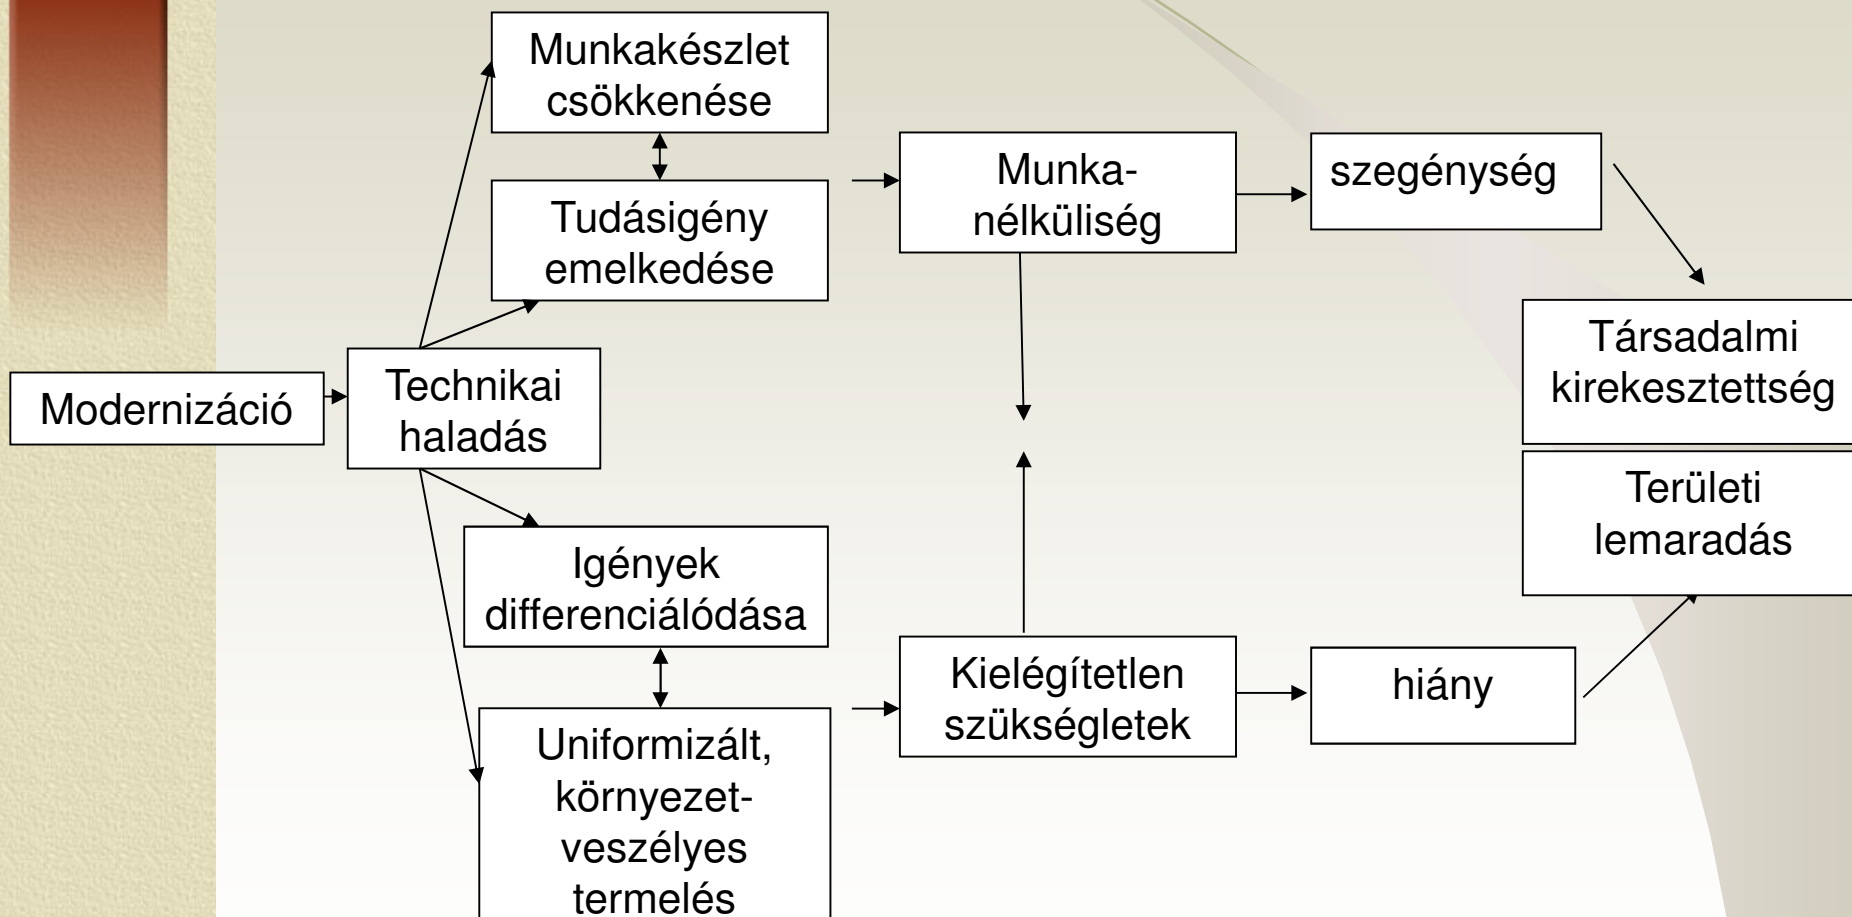 Munkakészlet
csökkenése
Tudásigény
emelkedése
Munka-
nélküliség
szegénység
Társadalmi
kirekesztettség
Modernizáció
Technikai
haladás
Területi
lemaradás
Igények
differenciálódása
Kielégítetlen
szükségletek
hiány
Uniformizált,
környezet-
veszélyes
termelés